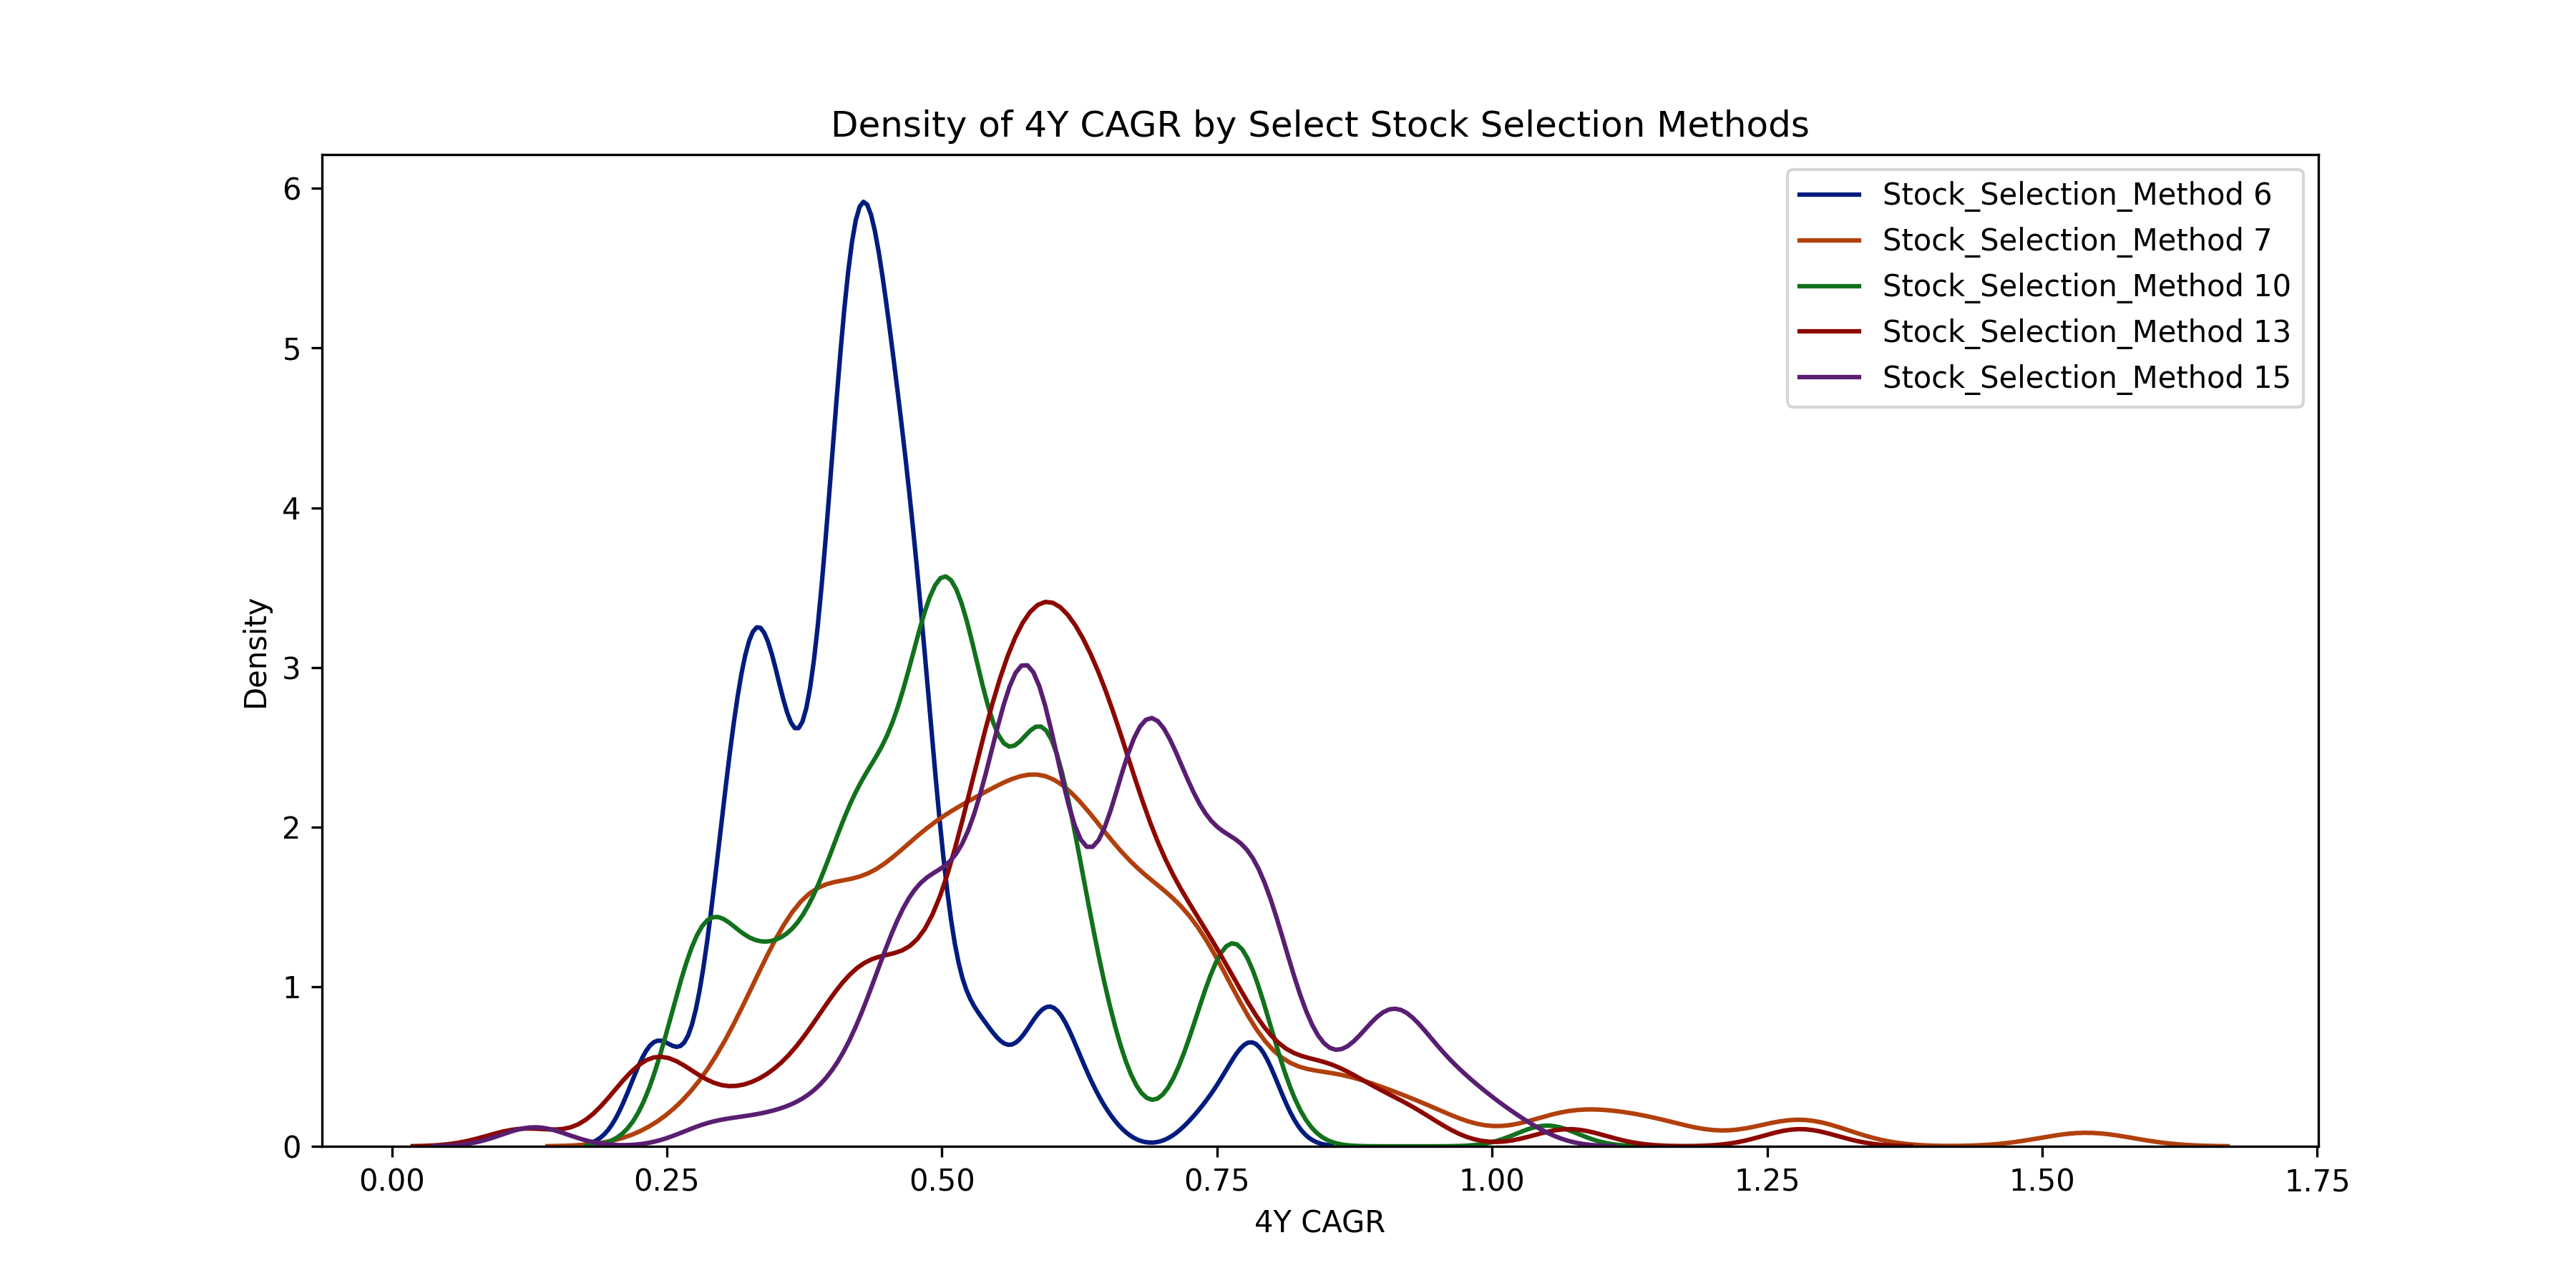 Density of 4Y CAGR by Select Stock Selection Methods
6
5
4
3
2
1
0
Density
Stock_Selection_Method 6
Stock_Selection_Method 7
Stock_Selection_Method 10
Stock_Selection_Method 13
Stock_Selection_Method 15
0.00 0.25 0.50 0.75 1.00 1.25 1.50 1.75
4Y CAGR